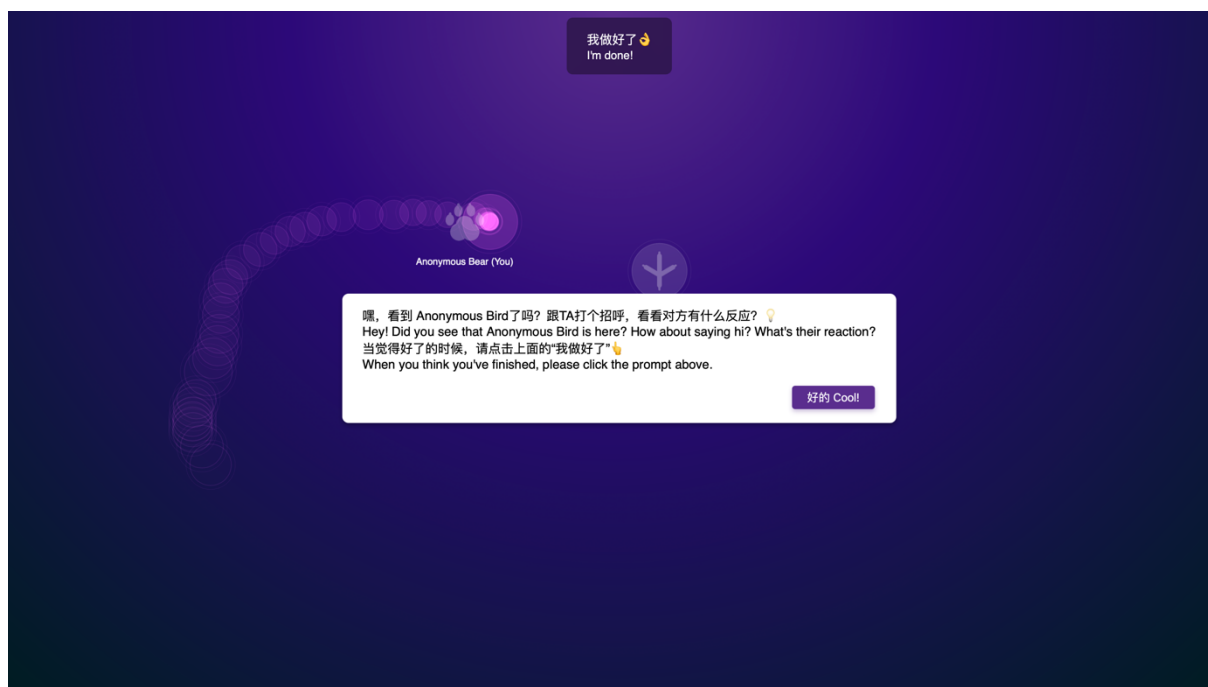 我做好了👌
I'm done!
Anonymous Bear (You)
嘿，看到 Anonymous Bird了吗？跟TA打个招呼，看看对方有什么反应？💡
Hey! Did you see that Anonymous Bird is here? How about saying hi? What's their reaction?
当觉得好了的时候，请点击上面的“我做好了”👆
When you think you've finished, please click the prompt above.
好的 Cool!